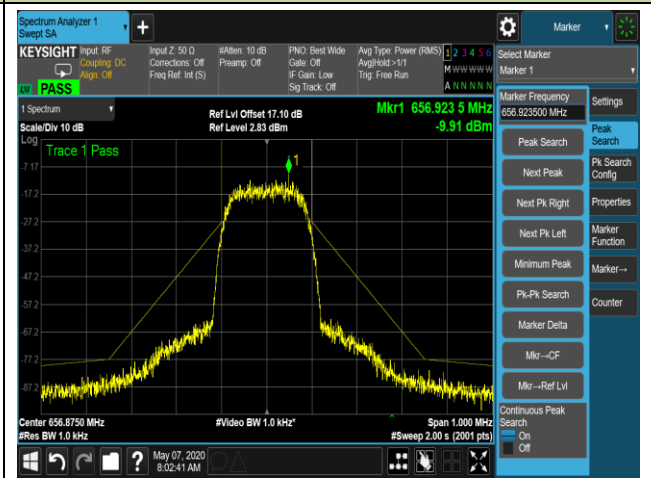 Spectrum Analyzer 1
Swept SA
+
Marker
KEYSIGHT
Input: RF
Coupling: DC
Align: Off
Input Z: 50 Ω
Corrections: Off
Freq Ref: Int (S)
#Atten: 10 dB
Preamp: Off
PNO: Best Wide
Gate: Off
IF Gain: Low
Sig Track: Off
Avg Type: Power (RMS)
Avg|Hold:>1/1
Trig: Free Run
1 2 3 4 5 6
M W W W W W
A N N N N N
LXI
PASS
Select Marker
Marker 1
1 Spectrum
Scale/Div 10 dB
Ref Lvl Offset 17.10 dB
Ref Level 2.83 dBm
Mkr1 656.923 5 MHz
-9.91 dBm
Log
Trace 1 Pass
1
-7.17
-17.2
-27.2
-37.2
-47.2
-57.2
-67.2
-77.2
-87.2
Center 656.8750 MHz
#Res BW 1.0 kHz
#Video BW 1.0 kHz*
Span 1.000 MHz
#Sweep 2.00 s (2001 pts)
Marker Frequency
656.923500 MHz
Peak Search
Next Peak
Next Pk Right
Next Pk Left
Minimum Peak
Pk-Pk Search
Marker Delta
Mkr→CF
Mkr→Ref Lvl
Continuous Peak
Search
On
Off
Settings
Peak
Search
Pk Search
Config
Properties
Marker
Function
Marker→
Counter
?
May 07, 2020
8:02:41 AM